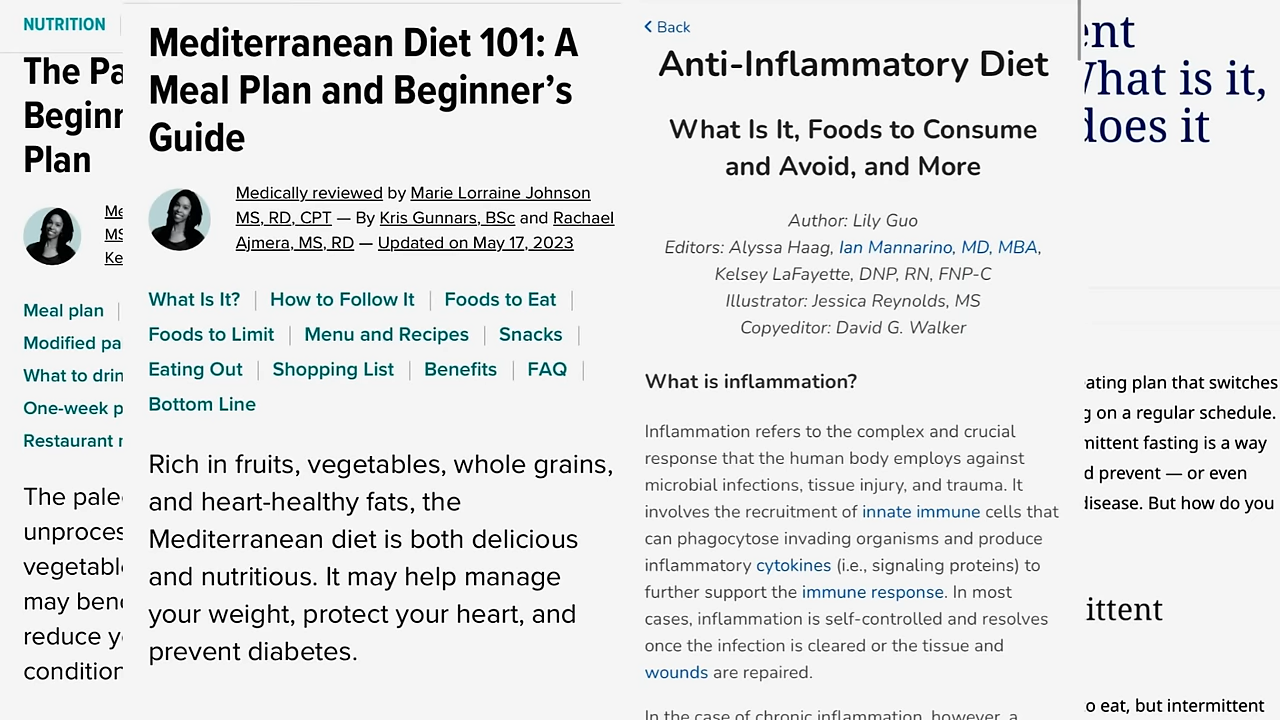 NUTRITION
The Pa
Beginn
Plan
Me
MS
Ke
Meal plan
Modified pa
What to drin
One-week p
Restaurant
The pale
unproces
vegetabl
may ben
reduce y
condition
Mediterranean Diet 101: A
Meal Plan and Beginner’s
Guide
Medically reviewed by Marie Lorraine Johnson
MS, RD, CPT — By Kris Gunnars, BSc and Rachael
Ajmera, MS, RD — Updated on May 17, 2023
What Is It? | How to Follow It | Foods to Eat |
Foods to Limit | Menu and Recipes | Snacks |
Eating Out | Shopping List | Benefits | FAQ |
Bottom Line
Rich in fruits, vegetables, whole grains,
and heart-healthy fats, the
Mediterranean diet is both delicious
and nutritious. It may help manage
your weight, protect your heart, and
prevent diabetes.
Back
Anti-Inflammatory Diet
What Is It, Foods to Consume
and Avoid, and More
Author: Lily Guo
Editors: Alyssa Haag, Ian Mannarino, MD, MBA,
Kelsey LaFayette, DNP, RN, FNP-C
Illustrator: Jessica Reynolds, MS
Copyeditor: David G. Walker
What is inflammation?
Inflammation refers to the complex and crucial
response that the human body employs against
microbial infections, tissue injury, and trauma. It
involves the recruitment of innate immune cells that
can phagocytose invading organisms and produce
inflammatory cytokines (i.e., signaling proteins) to
further support the immune response. In most
cases, inflammation is self-controlled and resolves
once the infection is cleared or the tissue and
wounds are repaired.
In the case of chronic inflammation, however, a
ent
What is it,
does it
ating plan that switches
g on a regular schedule.
mittent fasting is a way
d prevent — or even
disease. But how do you
ittent
o eat, but intermittent